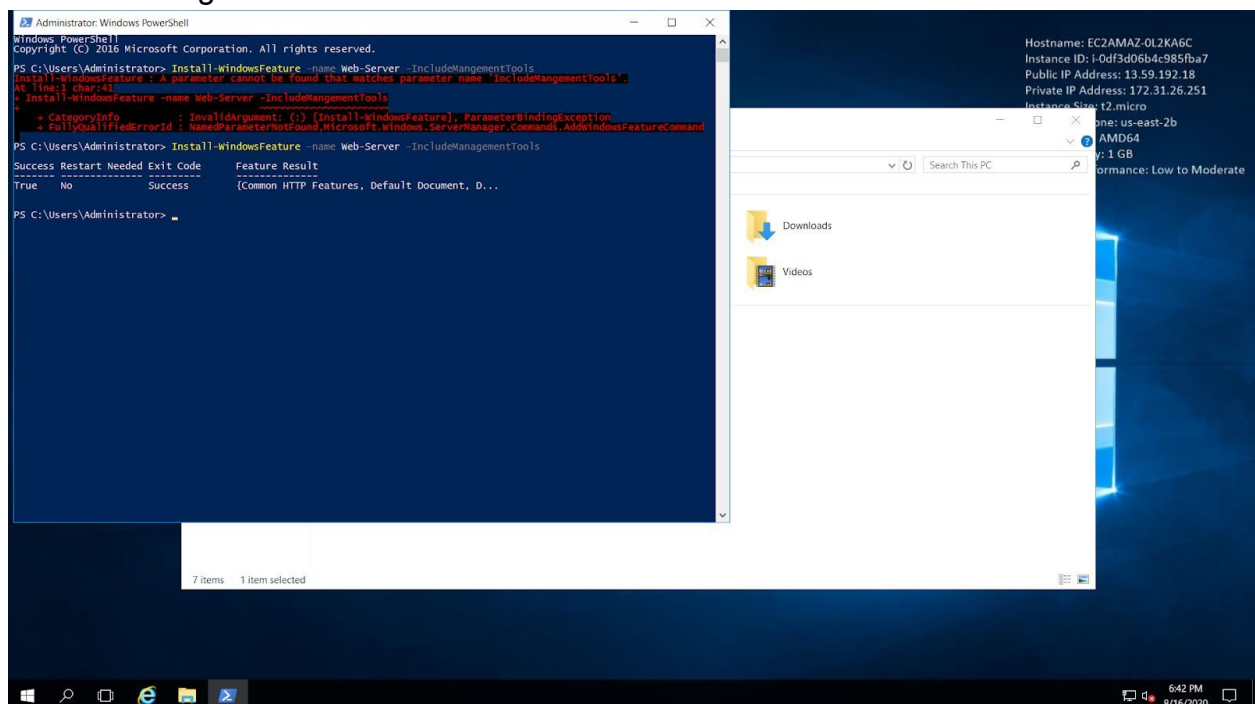 Administrator: Windows PowerShell
Windows PowerShell
Copyright (C) 2016 Microsoft Corporation. All rights reserved.
PS C:\Users\Administrator> Install-WindowsFeature -name Web-Server -IncludeMangementTools
Install-WindowsFeature : A parameter cannot be found that matches parameter name 'IncludeMangementTools'.
At line:1 char:41
+ Install-WindowsFeature -name Web-Server -IncludeMangementTools
+ ~~~~~~~~~~~~~~~~~~~~~~
+ CategoryInfo : InvalidArgument: (:) [Install-WindowsFeature], ParameterBindingException
+ FullyQualifiedErrorId : NamedParameterNotFound,Microsoft.Windows.ServerManager.Commands.AddWindowsFeatureCommand
PS C:\Users\Administrator> Install-WindowsFeature -name Web-Server -IncludeManagementTools
Success Restart Needed Exit Code Feature Result
------- -------------- --------- --------------
True No Success {Common HTTP Features, Default Document, D...
PS C:\Users\Administrator>
Hostname: EC2AMAZ-0L2KA6C
Instance ID: i-0df3d06b4c985fba7
Public IP Address: 13.59.192.18
Private IP Address: 172.31.26.251
Instance Size: t2.micro
one: us-east-2b
AMD64
y: 1 GB
ormance: Low to Moderate
Search This PC
Downloads
Videos
7 items 1 item selected
6:42 PM
8/16/2020